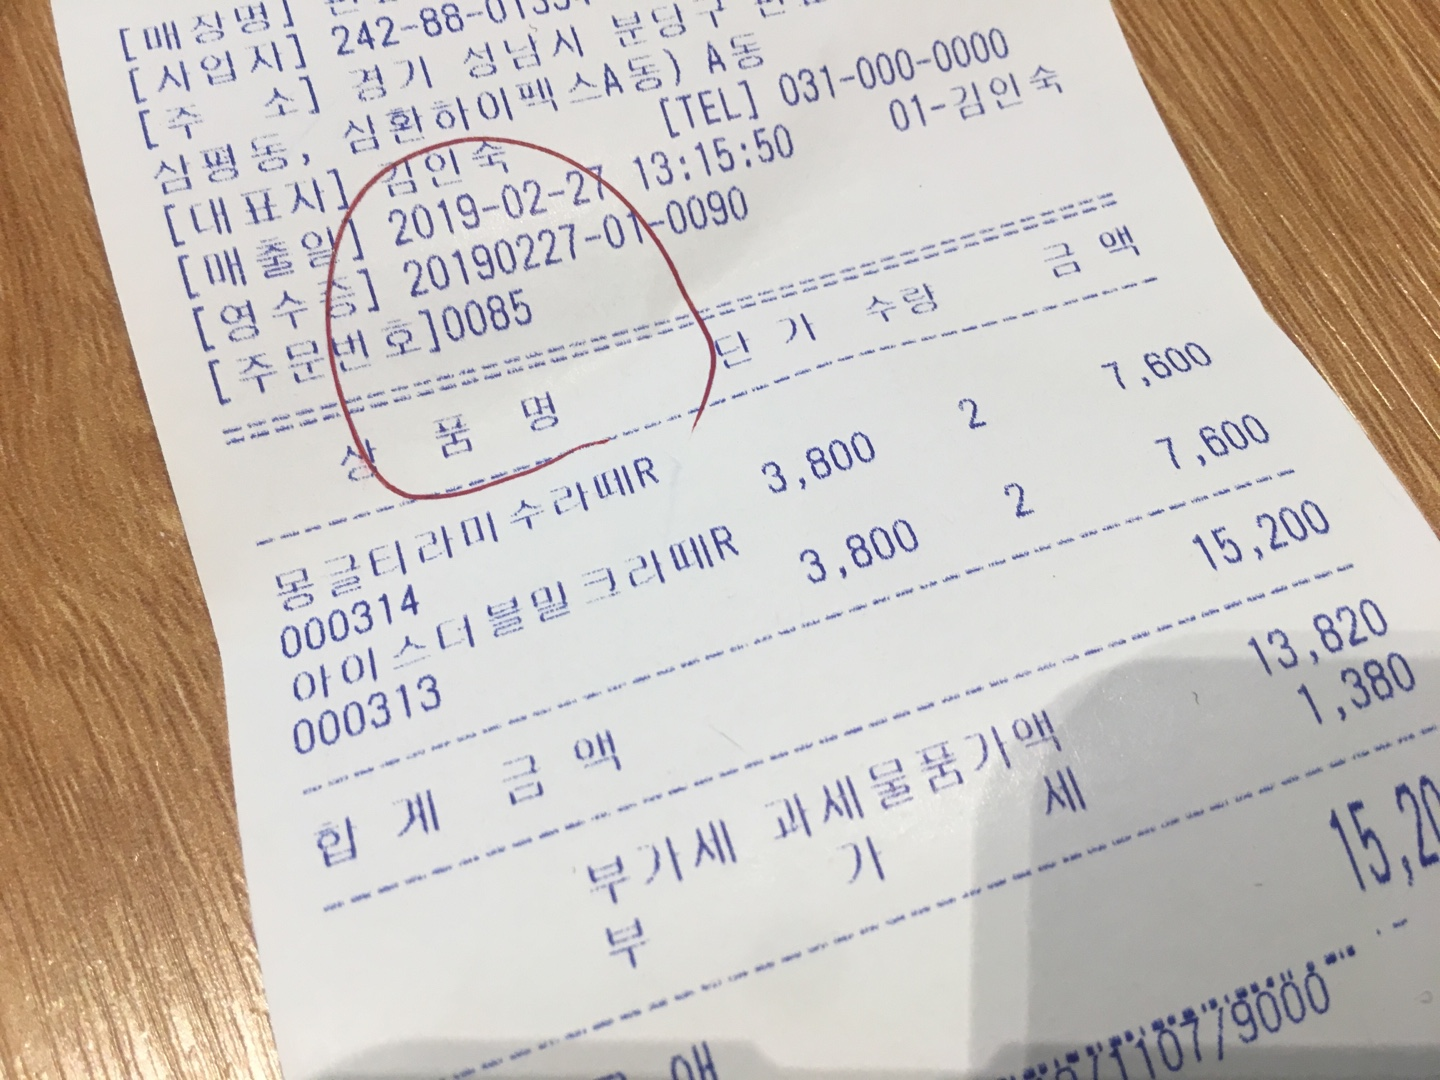 [매장명]
[사업자] 242-88-01354
[주 소] 경기 성남시 분당구
삼평동, 삼환하이펙스A동) A동
[대표자] 김인숙 [TEL] 031-000-0000
[매출일] 2019-02-27 13:15:50 01-김인숙
[영수증] 20190227-01-0090
[주문번호]0085
상 품 명 단 가 수량 금 액
몽글티라미수라떼R 3,800 2 7,600
000314
아이스더블밀크라떼R 3,800 2 7,600
000313
합 계 금 액 15,200
부가세 과세물품가액 13,820
부 가 세 1,380
15,20